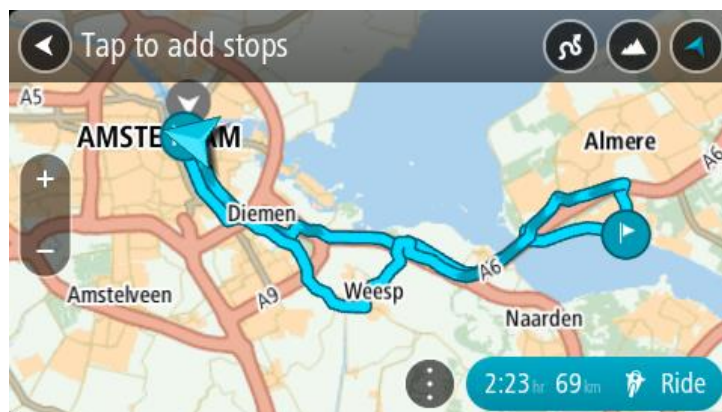 Tap to add stops
A5
AMSTE AM
Almere
A6
+
Diemen
−
A6
Amstelveen
A9
Weesp
Naarden
2:23 hr 69 km Ride